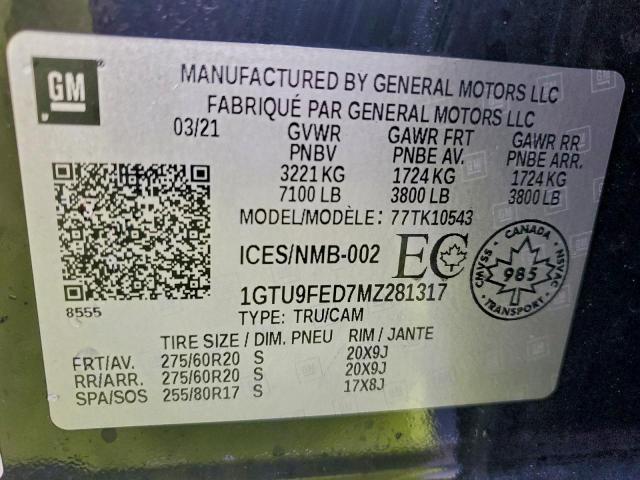 GM
MANUFACTURED BY GENERAL MOTORS LLC
FABRIQUÉ PAR GENERAL MOTORS LLC
03/21 GVWR GAWR FRT GAWR RR
PNBV PNBE AV. PNBE ARR.
3221 KG 1724 KG 1724 KG
7100 LB 3800 LB 3800 LB
MODEL/MODÈLE: 77TK10543
ICES/NMB-002 EC
CANADA
CMVSS 985 NSVAC
CANADA
8555
1GTU9FED7MZ281317
TYPE: TRU/CAM
TIRE SIZE / DIM. PNEU RIM / JANTE
FRT/AV. 275/60R20 S 20X9J
RR/ARR. 275/60R20 S 20X9J
SPA/SOS 255/80R17 S 17X8J